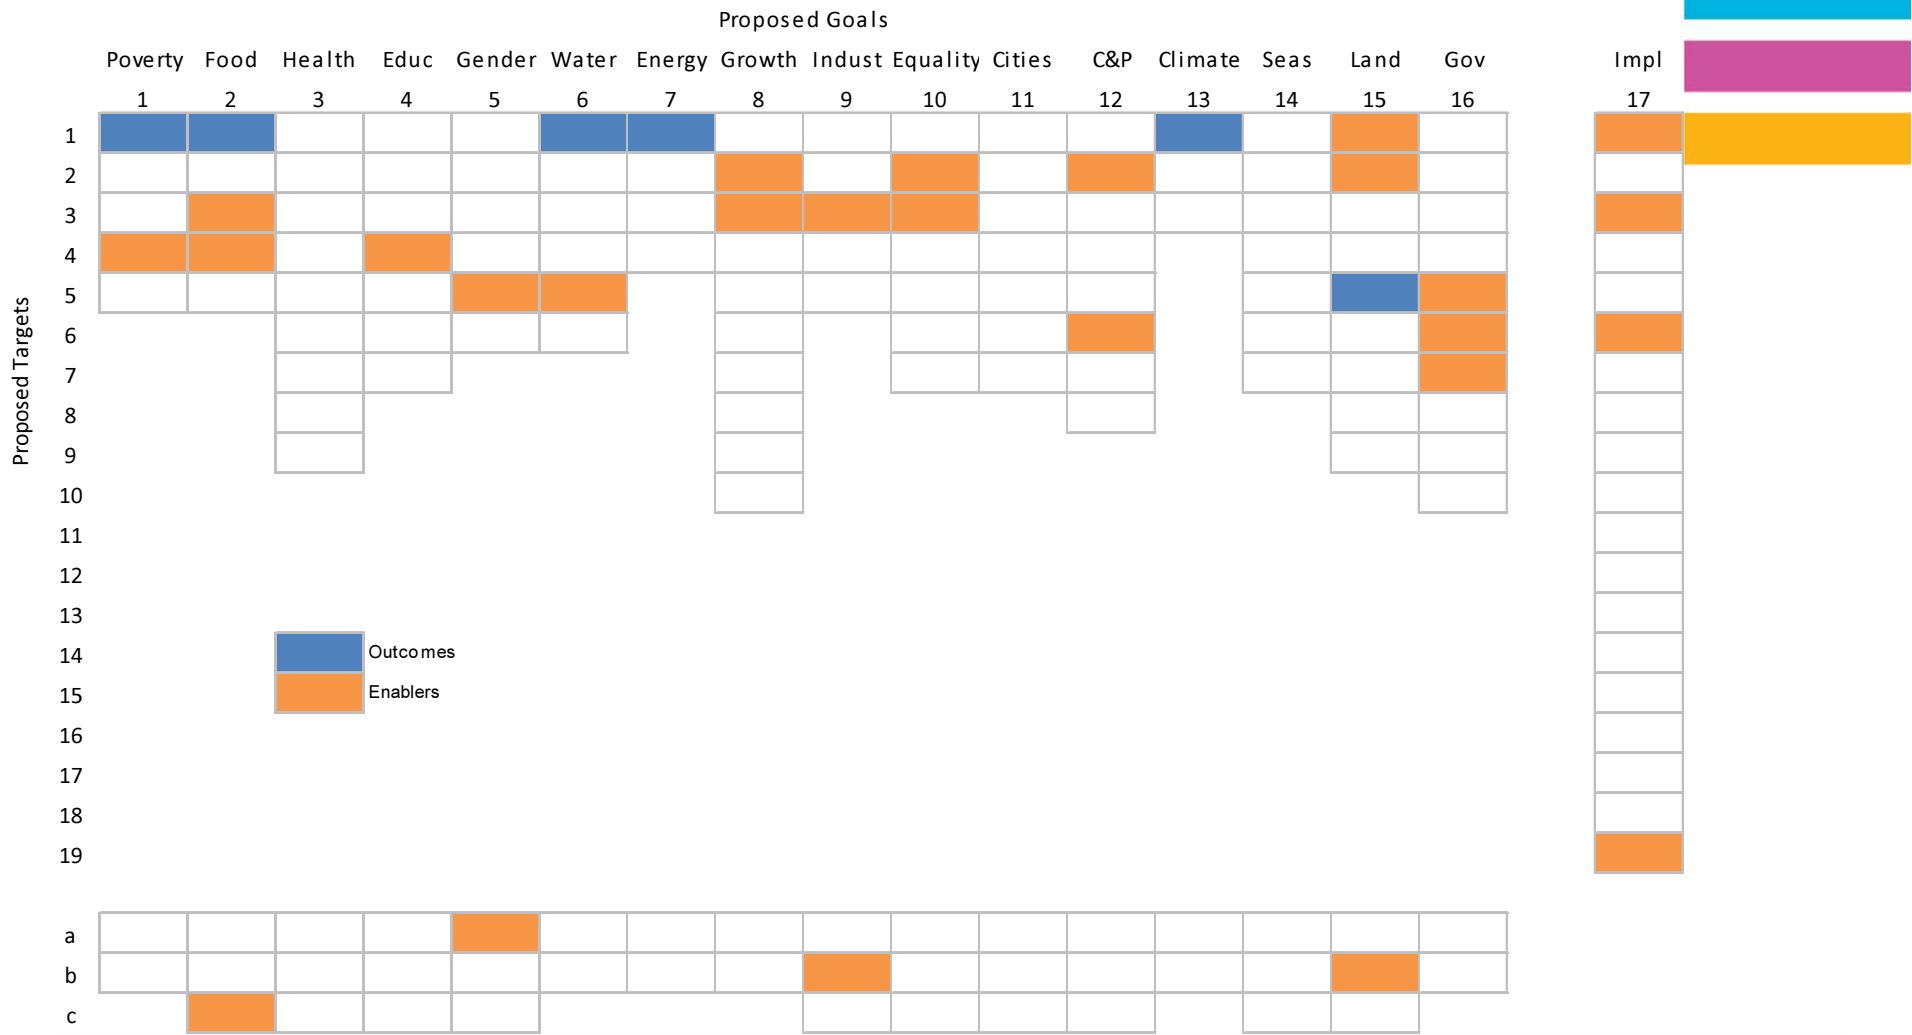 Proposed Goals
Poverty Food Health Educ Gender Water Energy Growth Indust Equality Cities C&P Climate Seas Land Gov Impl
1 2 3 4 5 6 7 8 9 10 11 12 13 14 15 16 17
Proposed Targets
1
2
3
4
5
6
7
8
9
10
11
12
13
14 Outcomes
15 Enablers
16
17
18
19
a
b
c